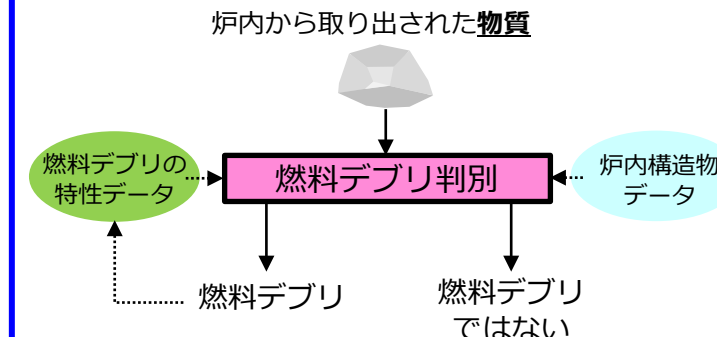 炉内から取り出された物質
燃料デブリの
特性データ
燃料デブリ判別
炉内構造物
データ
燃料デブリ
燃料デブリ
ではない